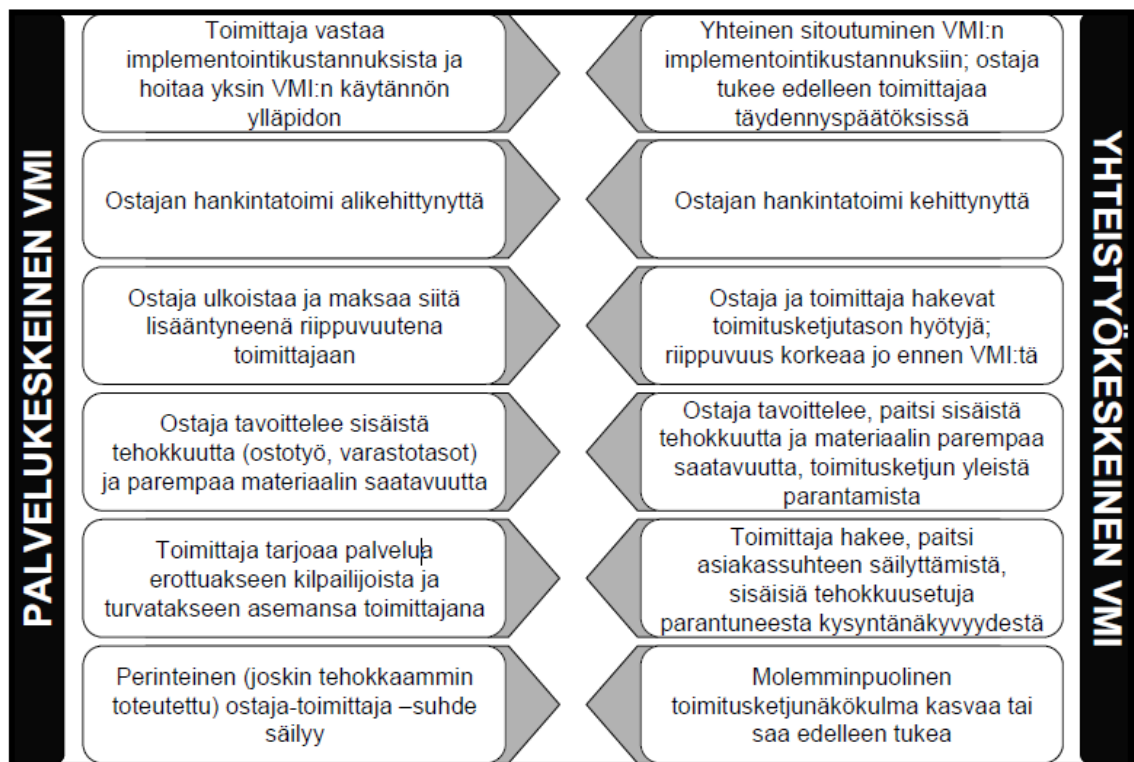 PALVELUKESKEINEN VMI
Toimittaja vastaa
implementointikustannuksista ja
hoitaa yksin VMI:n käytännön
ylläpidon
Yhteinen sitoutuminen VMI:n
implementointikustannuksiin; ostaja
tukee edelleen toimittajaa
täydennyspäätöksissä
Ostajan hankintatoimi alikehittynyttä
Ostajan hankintatoimi kehittynyttä
Ostaja ulkoistaa ja maksaa siitä
lisääntyneenä riippuvuutena
toimittajaan
Ostaja ja toimittaja hakevat
toimitusketjutason hyötyjä;
riippuvuus korkeaa jo ennen VMI:tä
Ostaja tavoittelee sisäistä
tehokkuutta (ostotyö, varastotasot)
ja parempaa materiaalin saatavuutta
Ostaja tavoittelee, paitsi sisäistä
tehokkuutta ja materiaalin parempaa
saatavuutta, toimitusketjun yleistä
parantamista
Toimittaja tarjoaa palvelua
erottuakseen kilpailijoista ja
turvatakseen asemansa toimittajana
Toimittaja hakee, paitsi
asiakassuhteen säilyttämistä,
sisäisiä tehokkuusetuja
parantuneesta kysyntänäkyvyydestä
Perinteinen (joskin tehokkaammin
toteutettu) ostaja-toimittaja –suhde
säilyy
Molemminpuolinen
toimitusketjunäkökulma kasvaa tai
saa edelleen tukea
YHTEISTYÖKESKEINEN VMI